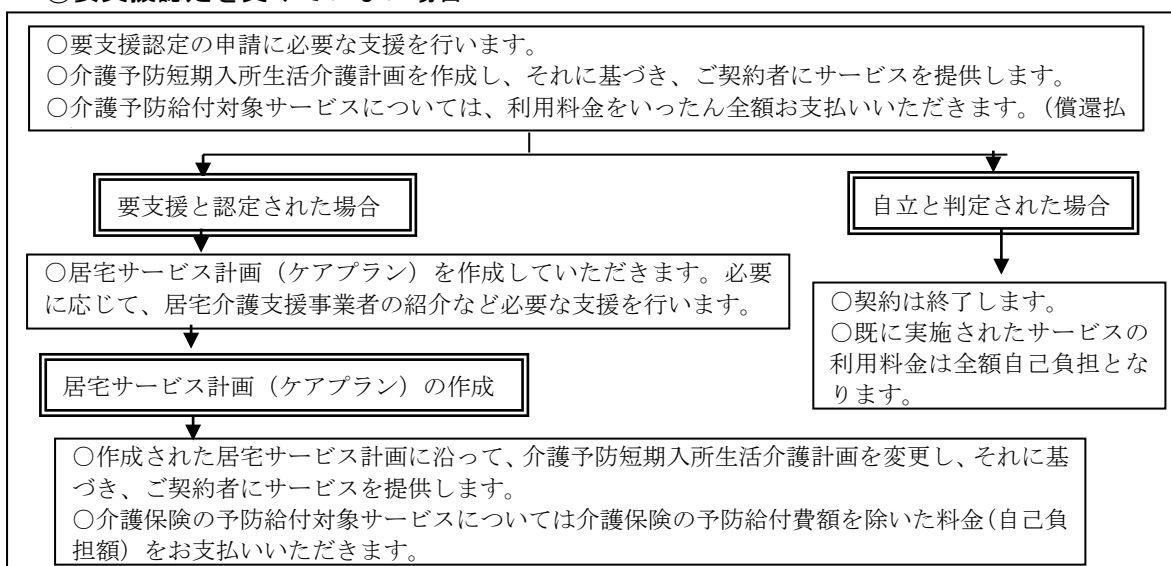 ○要支援認定の申請に必要な支援を行います。
○介護予防短期入所生活介護計画を作成し、それに基づき、ご契約者にサービスを提供します。
○介護予防給付対象サービスについては、利用料金をいったん全額お支払いいただきます。（償還払
要支援と認定された場合
自立と判定された場合
○居宅サービス計画（ケアプラン）を作成していただきます。必要
に応じて、居宅介護支援事業者の紹介など必要な支援を行います。
○契約は終了します。
○既に実施されたサービスの
利用料金は全額自己負担とな
ります。
居宅サービス計画（ケアプラン）の作成
○作成された居宅サービス計画に沿って、介護予防短期入所生活介護計画を変更し、それに基
づき、ご契約者にサービスを提供します。
○介護保険の予防給付対象サービスについては介護保険の予防給付費額を除いた料金(自己負
担額）をお支払いいただきます。